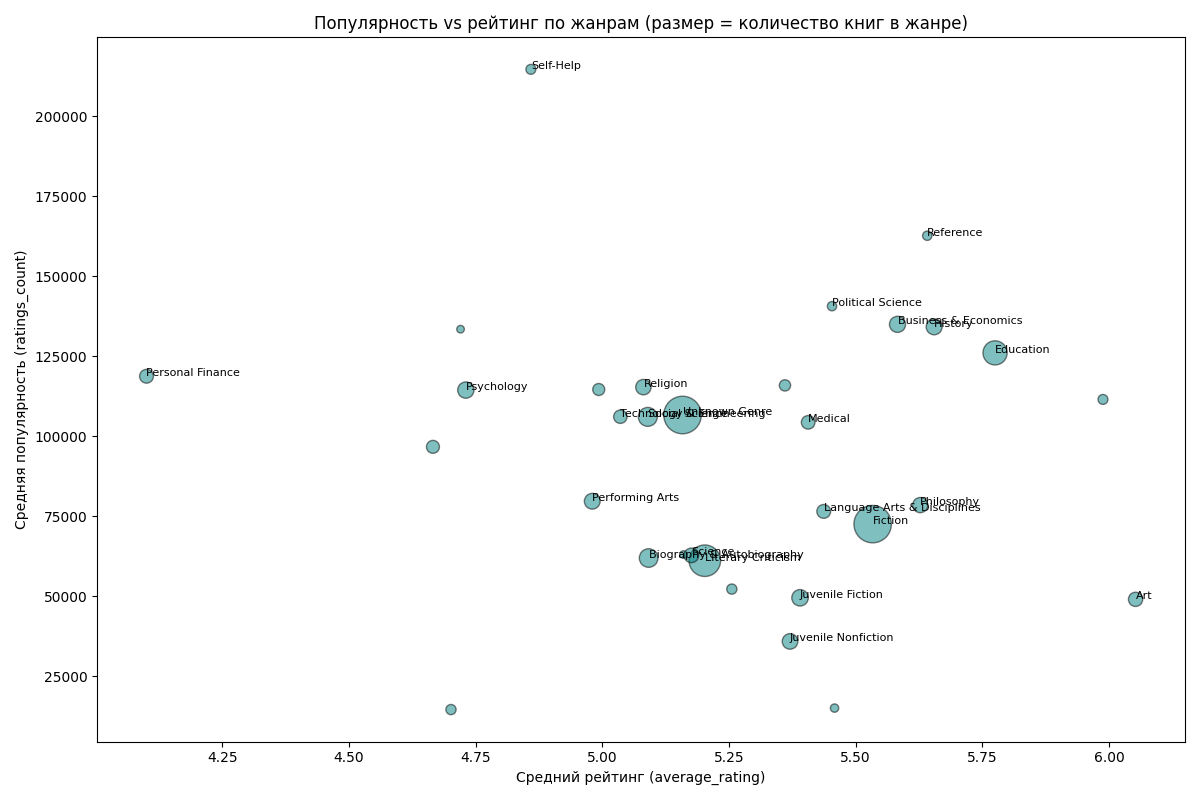 Популярность vs рейтинг по жанрам (размер = количество книг в жанре)
Средняя популярность (ratings_count)
200000
175000
150000
125000
100000
75000
50000
25000
Self-Help
Reference
Political Science
Business & Economics
History
Education
Personal Finance
Psychology
Religion
Technology & Engineering
Social Science
Unknown Genre
Medical
Performing Arts
Language Arts & Disciplines
Philosophy
Fiction
Biography & Autobiography
Science
Literary Criticism
Juvenile Fiction
Art
Juvenile Nonfiction
4.25
4.50
4.75
5.00
5.25
5.50
5.75
6.00
Средний рейтинг (average_rating)